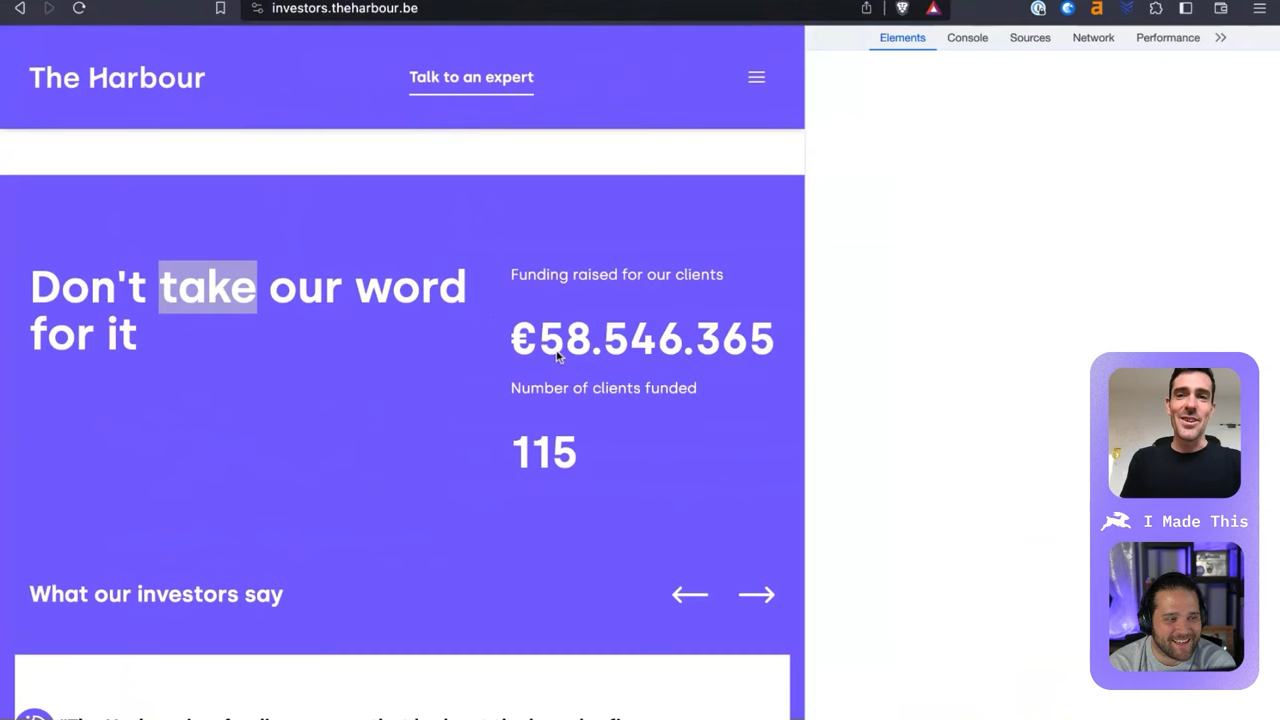 investors.theharbour.be
Elements
Console
Sources
Network
Performance
The Harbour
Talk to an expert
Don't take our word
for it
Funding raised for our clients
€58.546.365
Number of clients funded
115
What our investors say
I Made This